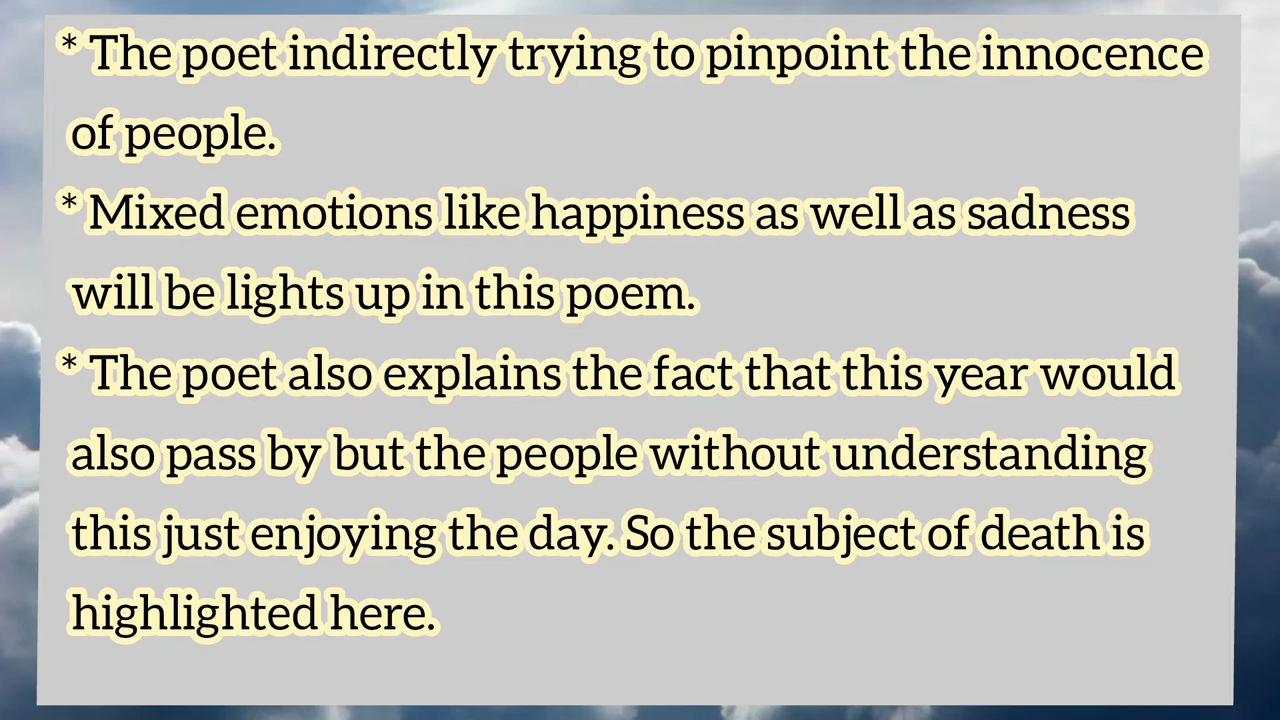 * The poet indirectly trying to pinpoint the innocence
of people.
* Mixed emotions like happiness as well as sadness
will be lights up in this poem.
* The poet also explains the fact that this year would
also pass by but the people without understanding
this just enjoying the day. So the subject of death is
highlighted here.